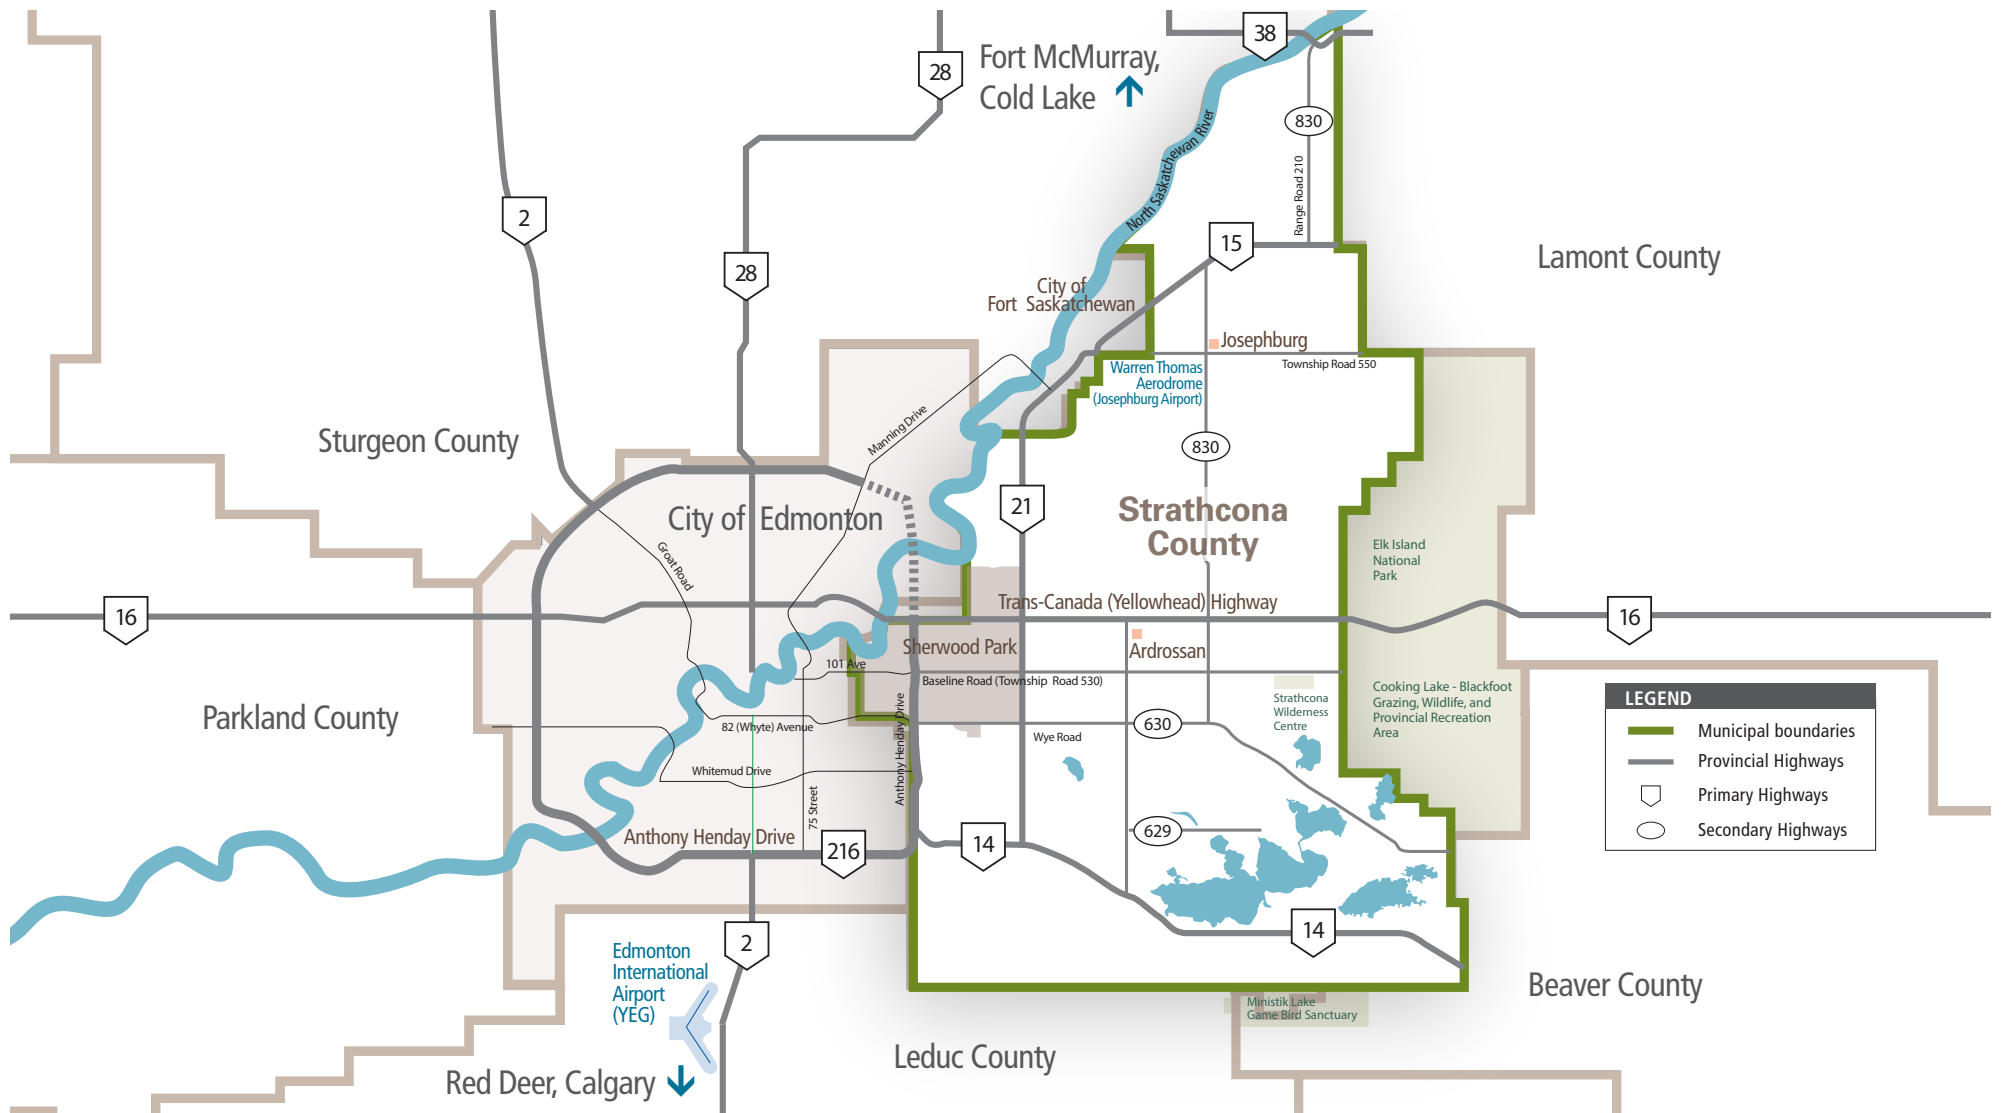 38
Fort McMurray,
Cold Lake
28
830
Range Road 210
North Saskatchewan River
2
15
28
Lamont County
City of
Fort Saskatchewan
Josephburg
Township Road 550
Warren Thomas
Aerodrome
(Josephburg Airport)
Manning Drive
Sturgeon County
830
21
Strathcona
County
City of Edmonton
Groat Road
Elk Island
National
Park
16
Trans-Canada (Yellowhead) Highway
16
Sherwood Park
Ardrossan
101 Ave
Baseline Road (Township Road 530)
Cooking Lake - Blackfoot
Grazing, Wildlife, and
Provincial Recreation
Area
Strathcona
Wilderness
Centre
Parkland County
82 (Whyte) Avenue
Anthony Henday Drive
630
Wye Road
Whitemud Drive
75 Street
LEGEND
Municipal boundaries
Provincial Highways
Primary Highways
Secondary Highways
Anthony Henday Drive
216
14
629
14
2
Edmonton
International
Airport
(YEG)
Beaver County
Ministik Lake
Game Bird Sanctuary
Leduc County
Red Deer, Calgary